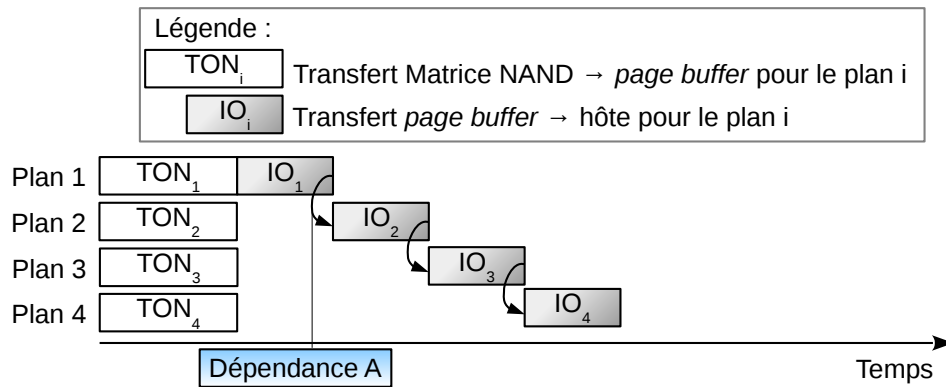 Légende :
TONi Transfert Matrice NAND → page buffer pour le plan i
IOi Transfert page buffer → hôte pour le plan i
Plan 1 TON1 IO1
Plan 2 TON2 IO2
Plan 3 TON3 IO3
Plan 4 TON4 IO4
Dépendance A
Temps